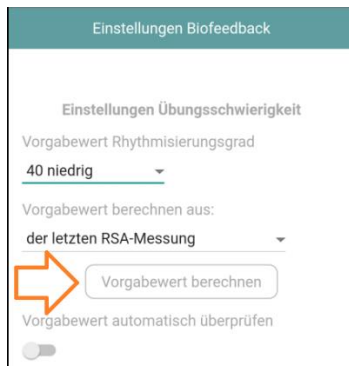 Einstellungen Biofeedback
Einstellungen Übungsschwierigkeit
Vorgabewert Rhythmisierungsgrad
40 niedrig
Vorgabewert berechnen aus:
der letzten RSA-Messung
Vorgabewert berechnen
Vorgabewert automatisch überprüfen